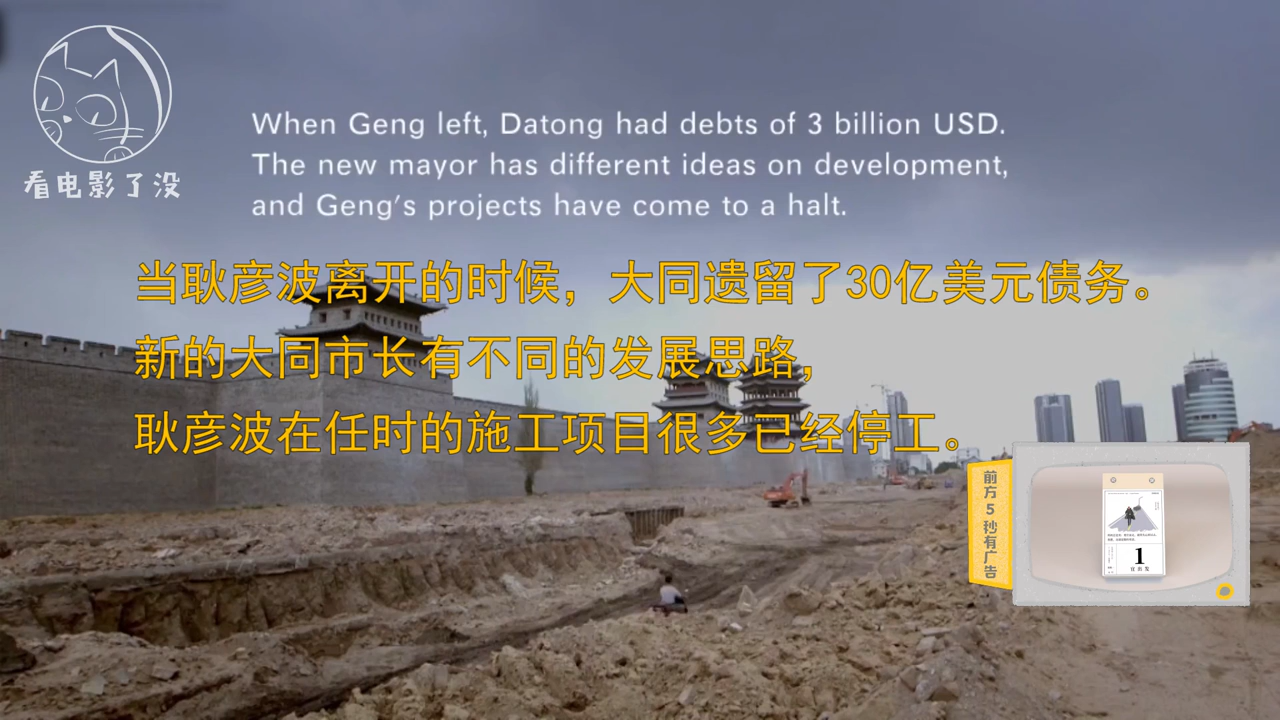 看电影了没
When Geng left, Datong had debts of 3 billion USD.
The new mayor has different ideas on development,
and Geng's projects have come to a halt.
当耿彦波离开的时候，大同遗留了30亿美元债务。
新的大同市长有不同的发展思路，
耿彦波在任时的施工项目很多已经停工。
前方5秒有广告
1
宜出发